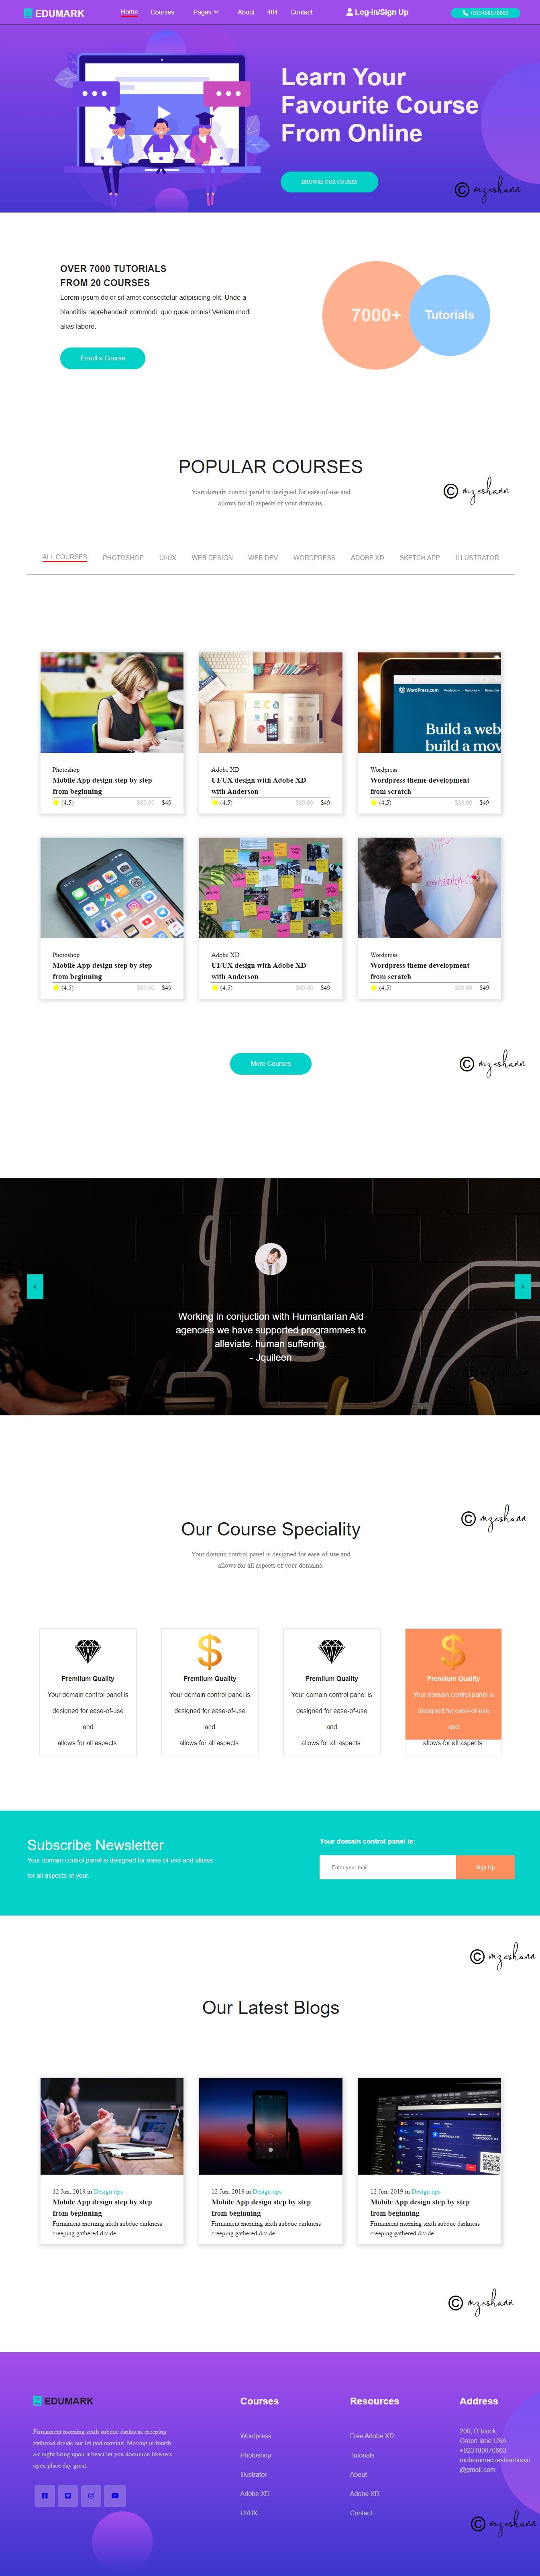 EDUMARK
Home Courses Pages About 404 Contact
Log-in/Sign Up
+923180970663
Learn Your
Favourite Course
From Online
BROWSE OUR COURSE
© mzeshann
OVER 7000 TUTORIALS
FROM 20 COURSES
Lorem ipsum dolor sit amet consectetur adipisicing elit. Unde a
blanditiis reprehenderit commodi, quo quae omnis! Veniam modi
alias labore.
Enroll a Course
7000+
Tutorials
POPULAR COURSES
Your domain control panel is designed for ease-of-use and
allows for all aspects of your domains.
© mzeshann
ALL COURSES PHOTOSHOP UI/UX WEB DESIGN WEB DEV WORDPRESS ADOBE XD SKETCH APP ILLUSTRATOR
WordPress.com
Build a web
build a mov
Photoshop
Mobile App design step by step
from beginning
(4.5) $89.00 $49
Adobe XD
UI/UX design with Adobe XD
with Anderson
(4.5) $89.00 $49
Wordpress
Wordpress theme development
from scratch
(4.5) $89.00 $49
Photoshop
Mobile App design step by step
from beginning
(4.5) $89.00 $49
Adobe XD
UI/UX design with Adobe XD
with Anderson
(4.5) $89.00 $49
Wordpress
Wordpress theme development
from scratch
(4.5) $89.00 $49
More Courses
© mzeshann
Working in conjuction with Humantarian Aid
agencies we have supported programmes to
alleviate. human suffering.
- Jquileen
© mzeshann
© mzeshann
Our Course Speciality
Your domain control panel is designed for ease-of-use and
allows for all aspects of your domains.
Premiium Quality
Your domain control panel is
designed for ease-of-use
and
allows for all aspects.
Premiium Quality
Your domain control panel is
designed for ease-of-use
and
allows for all aspects.
Premiium Quality
Your domain control panel is
designed for ease-of-use
and
allows for all aspects.
Premiium Quality
Your domain control panel is
designed for ease-of-use
and
allows for all aspects.
Subscribe Newsletter
Your domain control panel is designed for ease-of-use and allows
for all aspects of your
Your domain control panel is:
Enter your mail
Sign Up
© mzeshann
Our Latest Blogs
12 Jun, 2019 in Design tips
Mobile App design step by step
from beginning
Firmament morning sixth subdue darkness
creeping gathered divide.
12 Jun, 2019 in Design tips
Mobile App design step by step
from beginning
Firmament morning sixth subdue darkness
creeping gathered divide.
12 Jun, 2019 in Design tips
Mobile App design step by step
from beginning
Firmament morning sixth subdue darkness
creeping gathered divide.
© mzeshann
EDUMARK
Firmament morning sixth subdue darkness creeping
gathered divide our let god moving. Moving in fourth
air night bring upon it beast let you dominion likeness
open place day great.
Courses
Wordpress
Photoshop
Illustrator
Adobe XD
UI/UX
Resources
Free Adobe XD
Tutorials
About
Adobe XD
Contact
Address
200, D-block,
Green lane USA
+923180970663
muhammedzeshanbravo
@gmail.com
© mzeshann